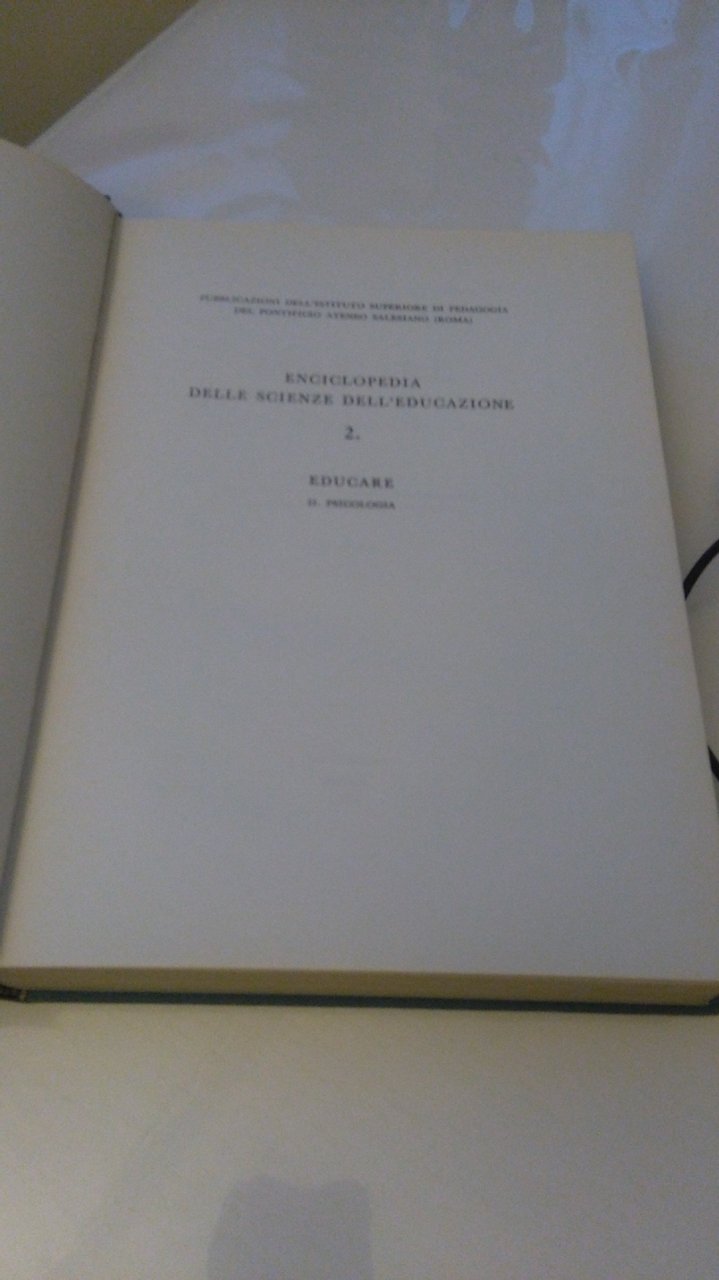 PUBBLICAZIONI DELL'ISTITUTO SUPERIORE DI PEDAGOGIA
DEL PONTIFICIO ATENEO SALESIANO (ROMA)
ENCICLOPEDIA
DELLE SCIENZE DELL'EDUCAZIONE
2.
EDUCARE
II. PSICOLOGIA